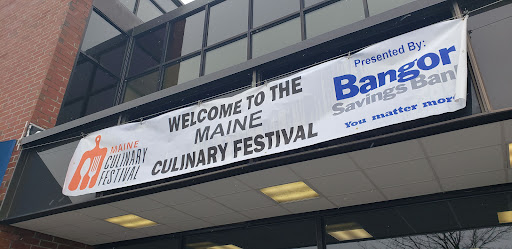 MAINE
CULINARY
FESTIVAL
WELCOME TO THE
MAINE
CULINARY FESTIVAL
Presented By:
Bangor
Savings Ban
You matter mor